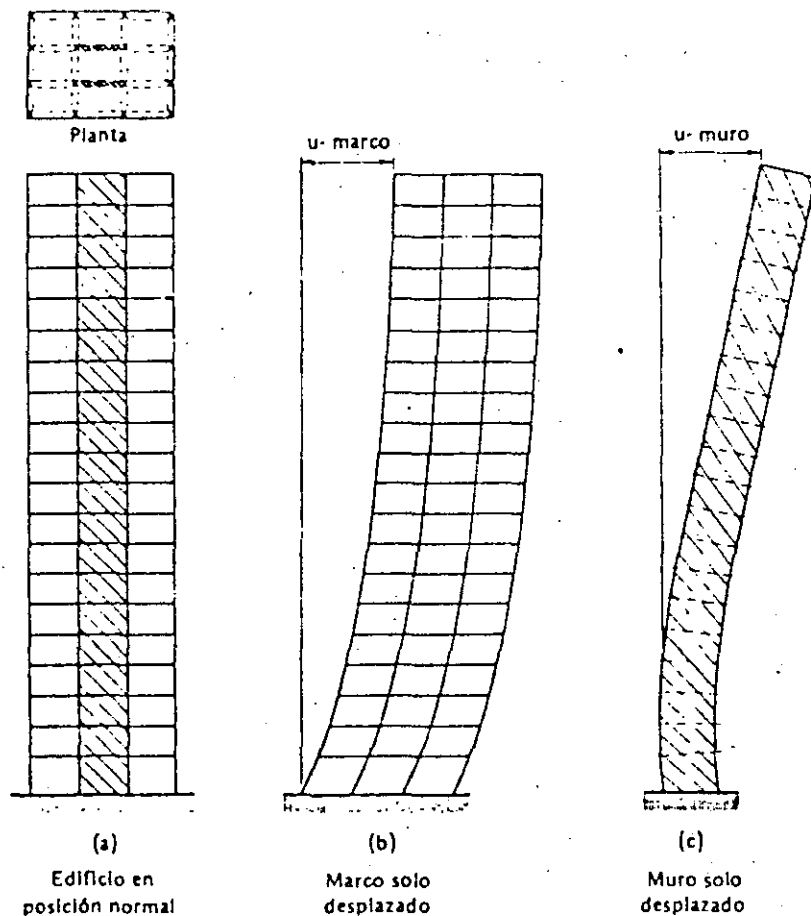 Planta
u- marco
u- muro
(a)
Edificio en
posición normal
(b)
Marco solo
desplazado
(c)
Muro solo
desplazado